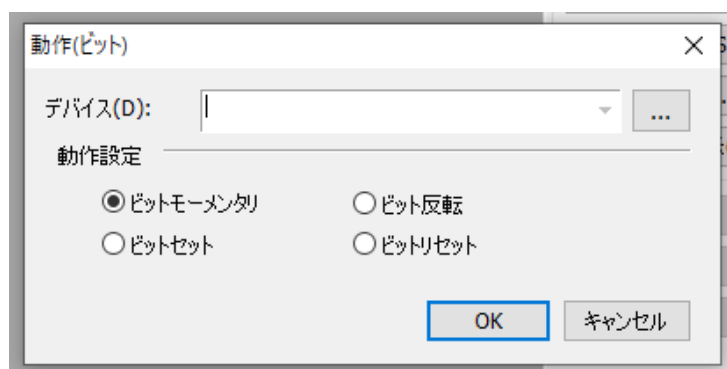 動作(ビット)
デバイス(D):
...
動作設定
ビットモーメンタリ
ビット反転
ビットセット
ビットリセット
OK
キャンセル